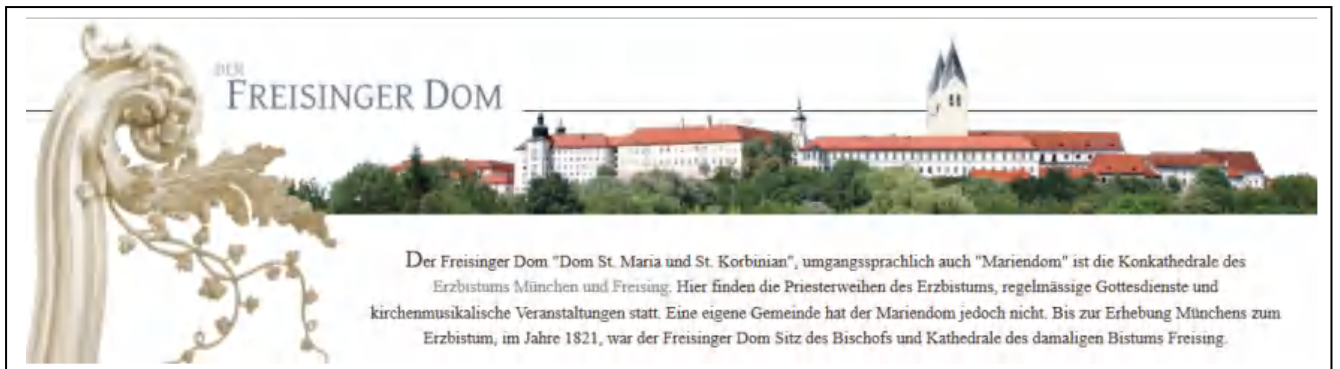 DER
FREISINGER DOM
Der Freisinger Dom "Dom St. Maria und St. Korbinian", umgangssprachlich auch "Mariendom" ist die Konkathedrale des
Erzbistums München und Freising. Hier finden die Priesterweihen des Erzbistums, regelmässige Gottesdienste und
kirchenmusikalische Veranstaltungen statt. Eine eigene Gemeinde hat der Mariendom jedoch nicht. Bis zur Erhebung Münchens zum
Erzbistum, im Jahre 1821, war der Freisinger Dom Sitz des Bischofs und Kathedrale des damaligen Bistums Freising.